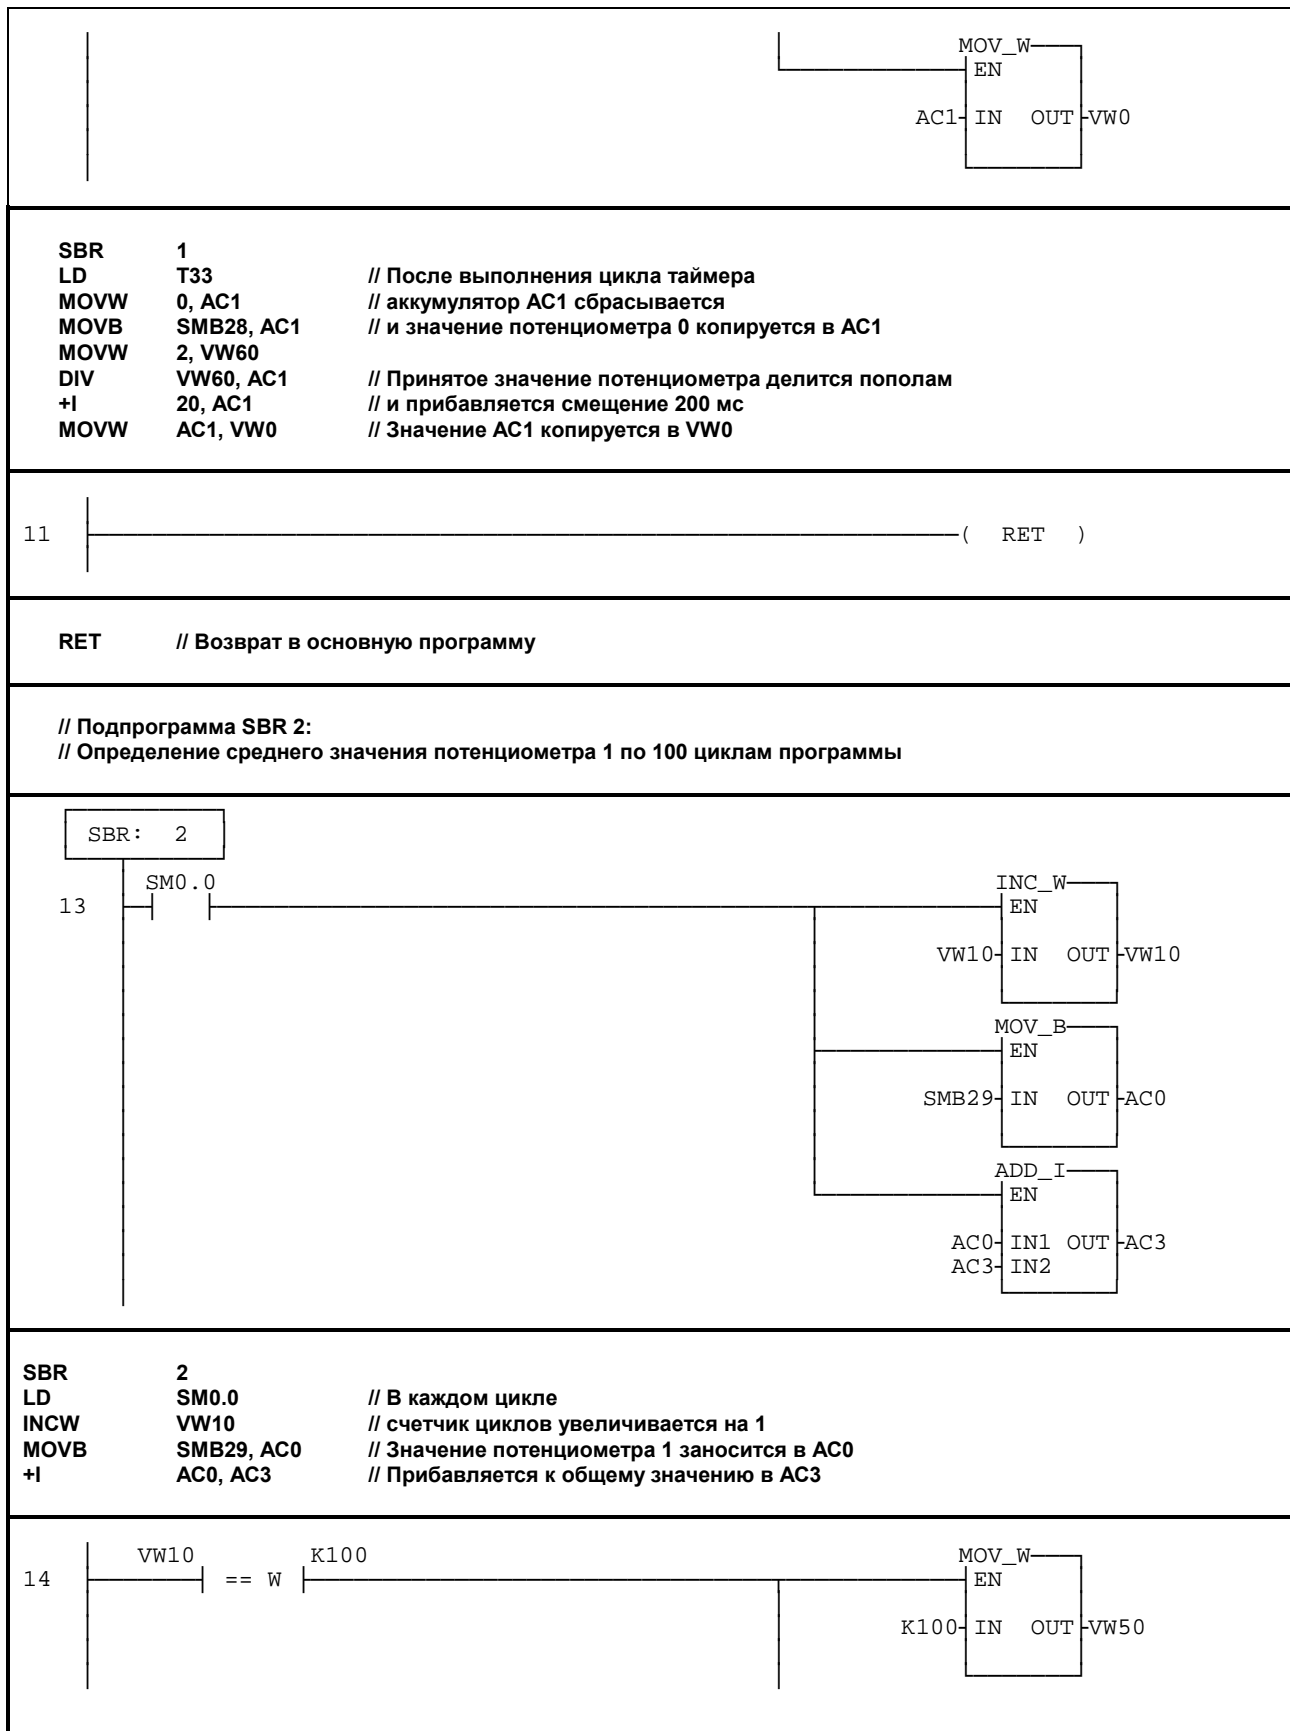 MOV_W
EN
AC1 IN OUT VW0
SBR 1
LD T33 // После выполнения цикла таймера
MOVW 0, AC1 // аккумулятор AC1 сбрасывается
MOVB SMB28, AC1 // и значение потенциометра 0 копируется в AC1
MOVW 2, VW60
DIV VW60, AC1 // Принятое значение потенциометра делится пополам
+I 20, AC1 // и прибавляется смещение 200 мс
MOVW AC1, VW0 // Значение AC1 копируется в VW0
11 ( RET )
RET // Возврат в основную программу
// Подпрограмма SBR 2:
// Определение среднего значения потенциометра 1 по 100 циклам программы
SBR: 2
SM0.0 INC_W
13 EN
VW10 IN OUT VW10
MOV_B
EN
SMB29 IN OUT AC0
ADD_I
EN
AC0 IN1 OUT AC3
AC3 IN2
SBR 2
LD SM0.0 // В каждом цикле
INCW VW10 // счетчик циклов увеличивается на 1
MOVB SMB29, AC0 // Значение потенциометра 1 заносится в AC0
+I AC0, AC3 // Прибавляется к общему значению в AC3
VW10 K100 MOV_W
14 == W EN
K100 IN OUT VW50